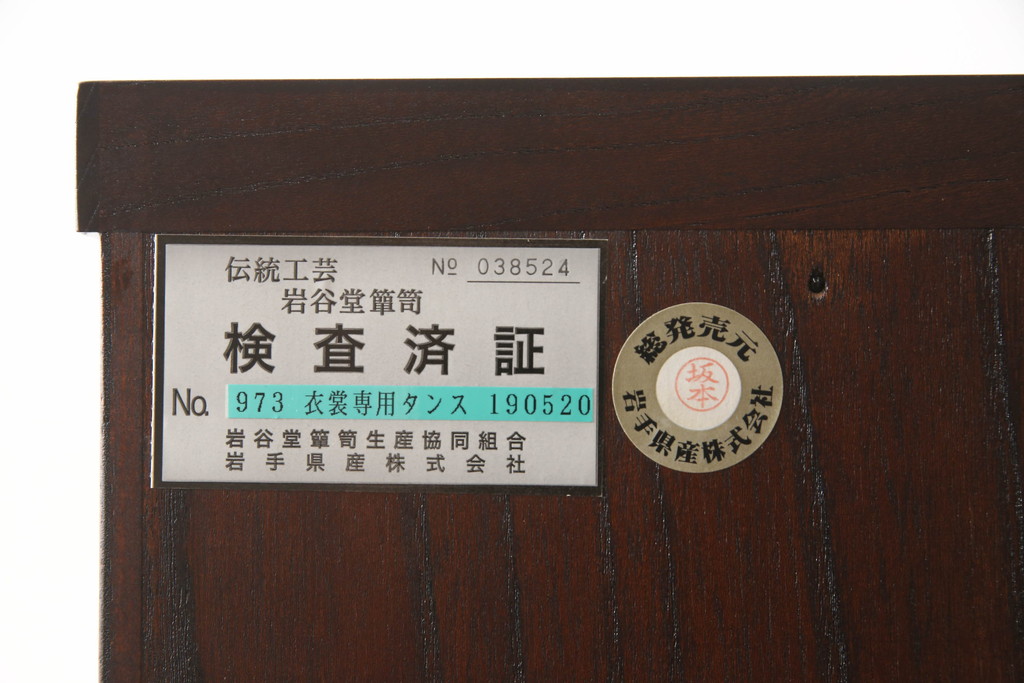 伝統工芸 № 038524
岩谷堂簞笥
検査済証
No. 973 衣裳専用タンス 190520
岩谷堂簞笥生産協同組合
岩手県産株式会社
総発売元
坂本
岩手県産株式会社